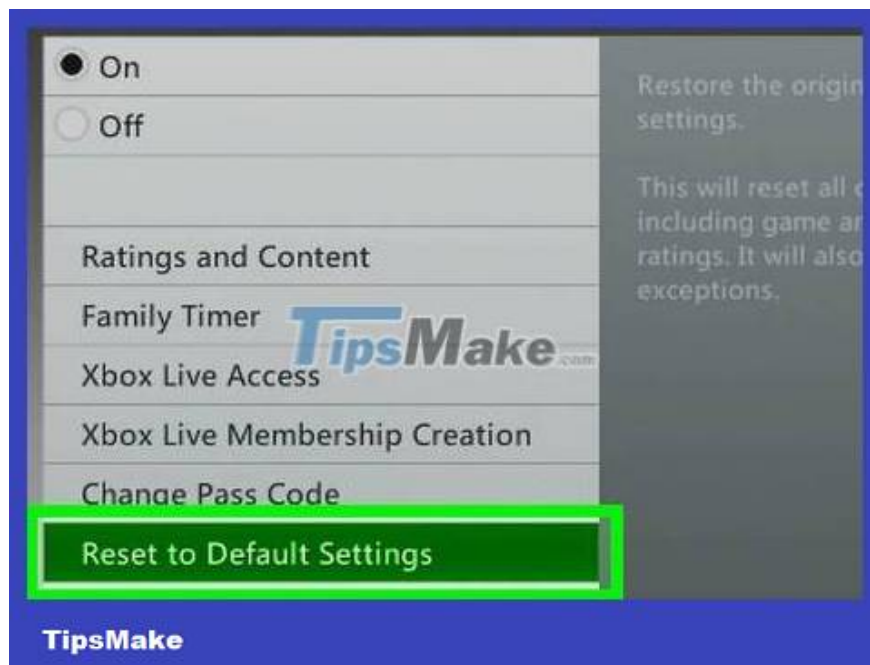 On
Off
Restore the origin
settings.
This will reset all
including game ar
ratings. It will also
exceptions.
Ratings and Content
Family Timer
Xbox Live Access
Xbox Live Membership Creation
Change Pass Code
Reset to Default Settings
TipsMake.com
TipsMake